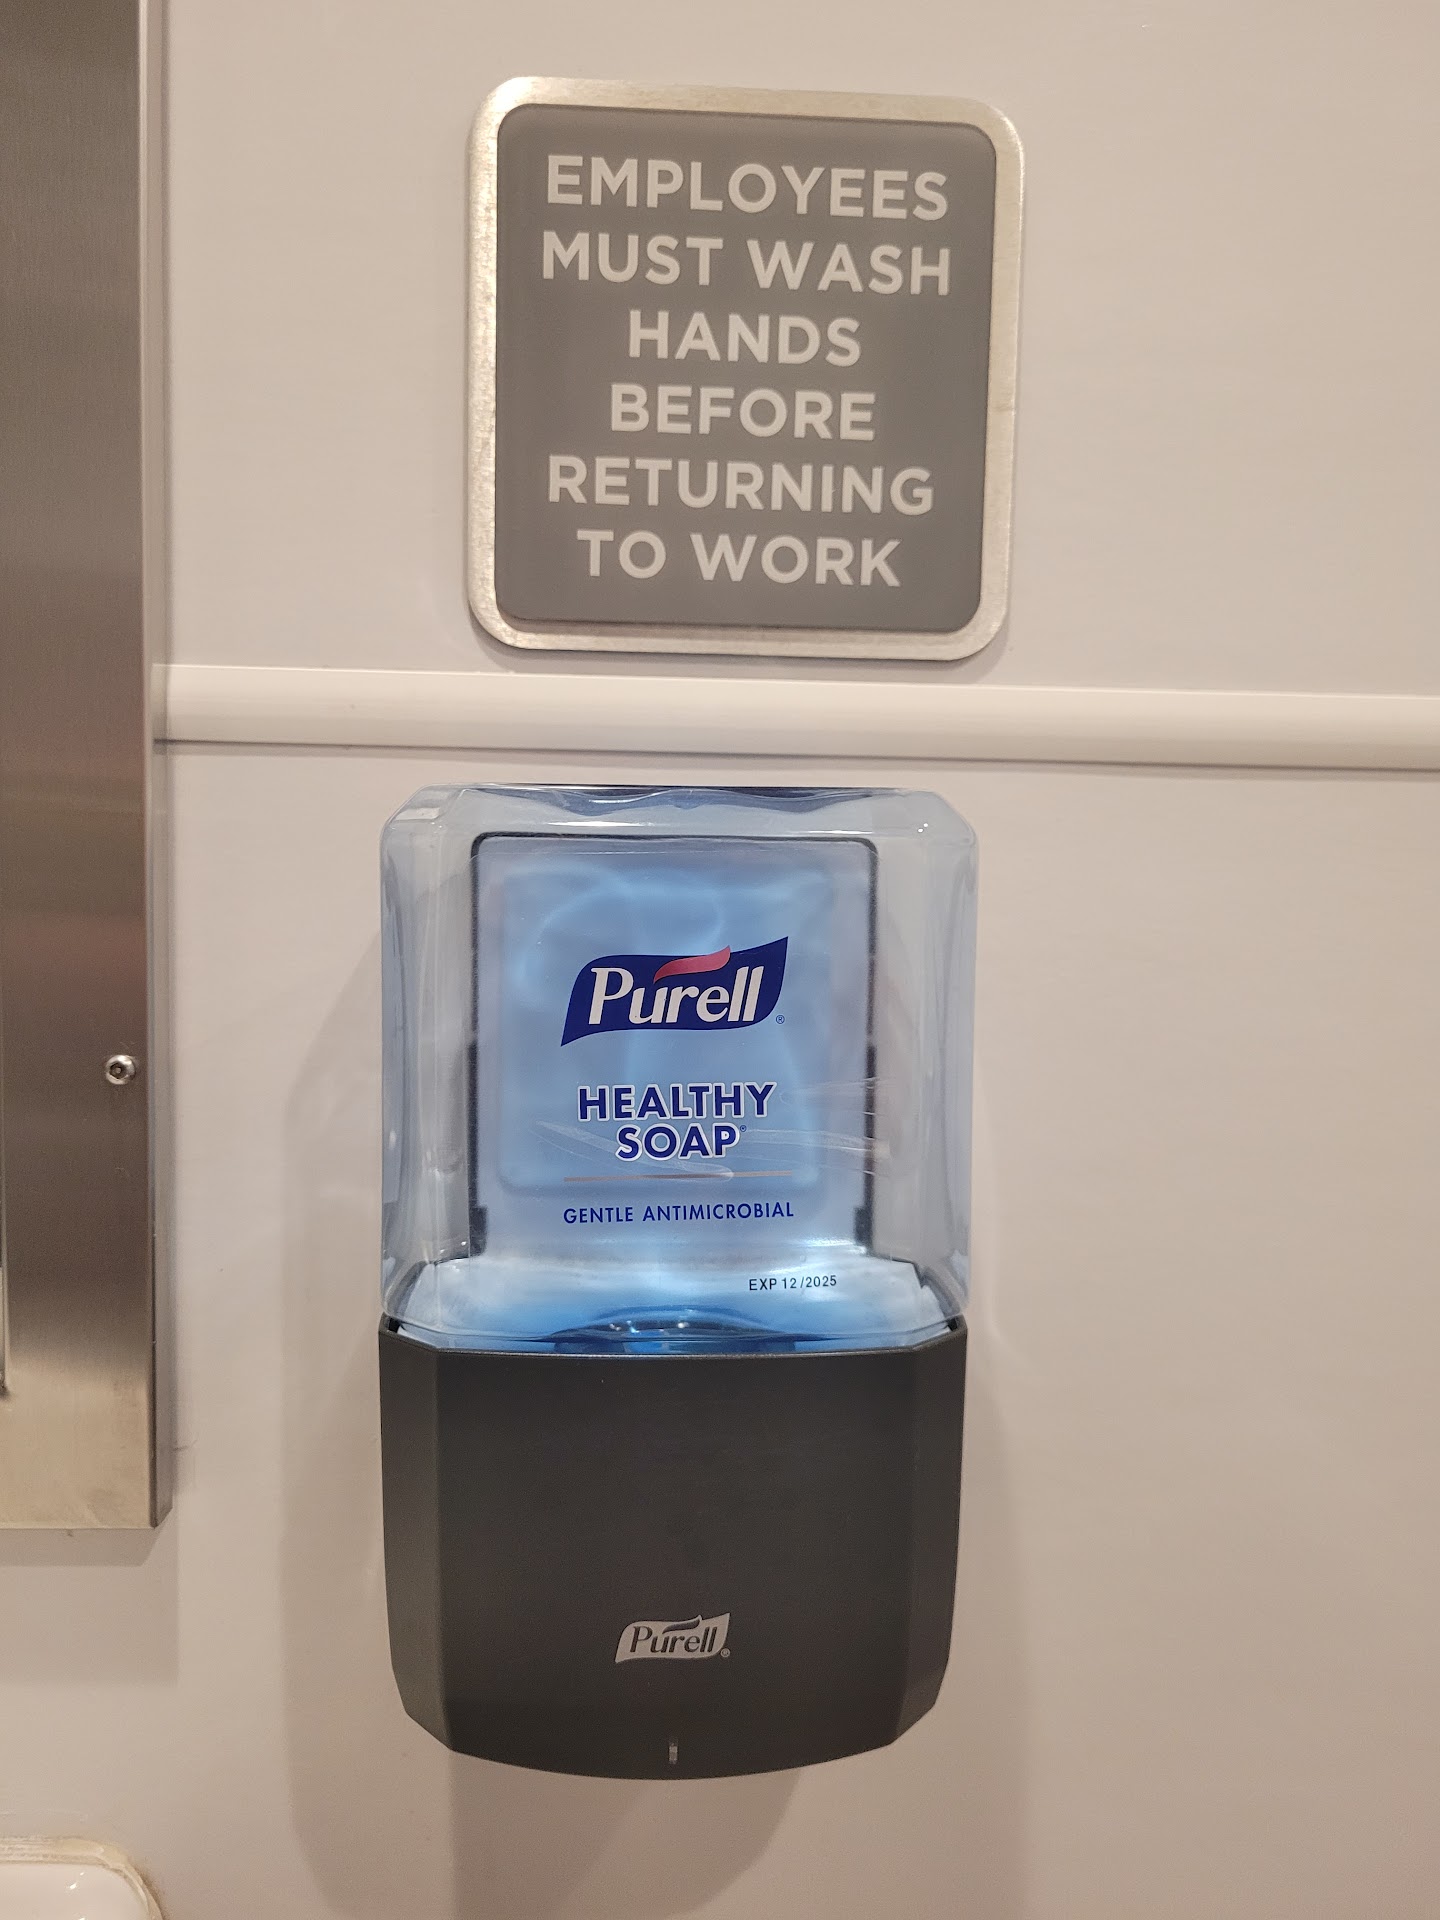 EMPLOYEES
MUST WASH
HANDS
BEFORE
RETURNING
TO WORK
Purell®
HEALTHY
SOAP®
GENTLE ANTIMICROBIAL
EXP 12/2025
Purell®